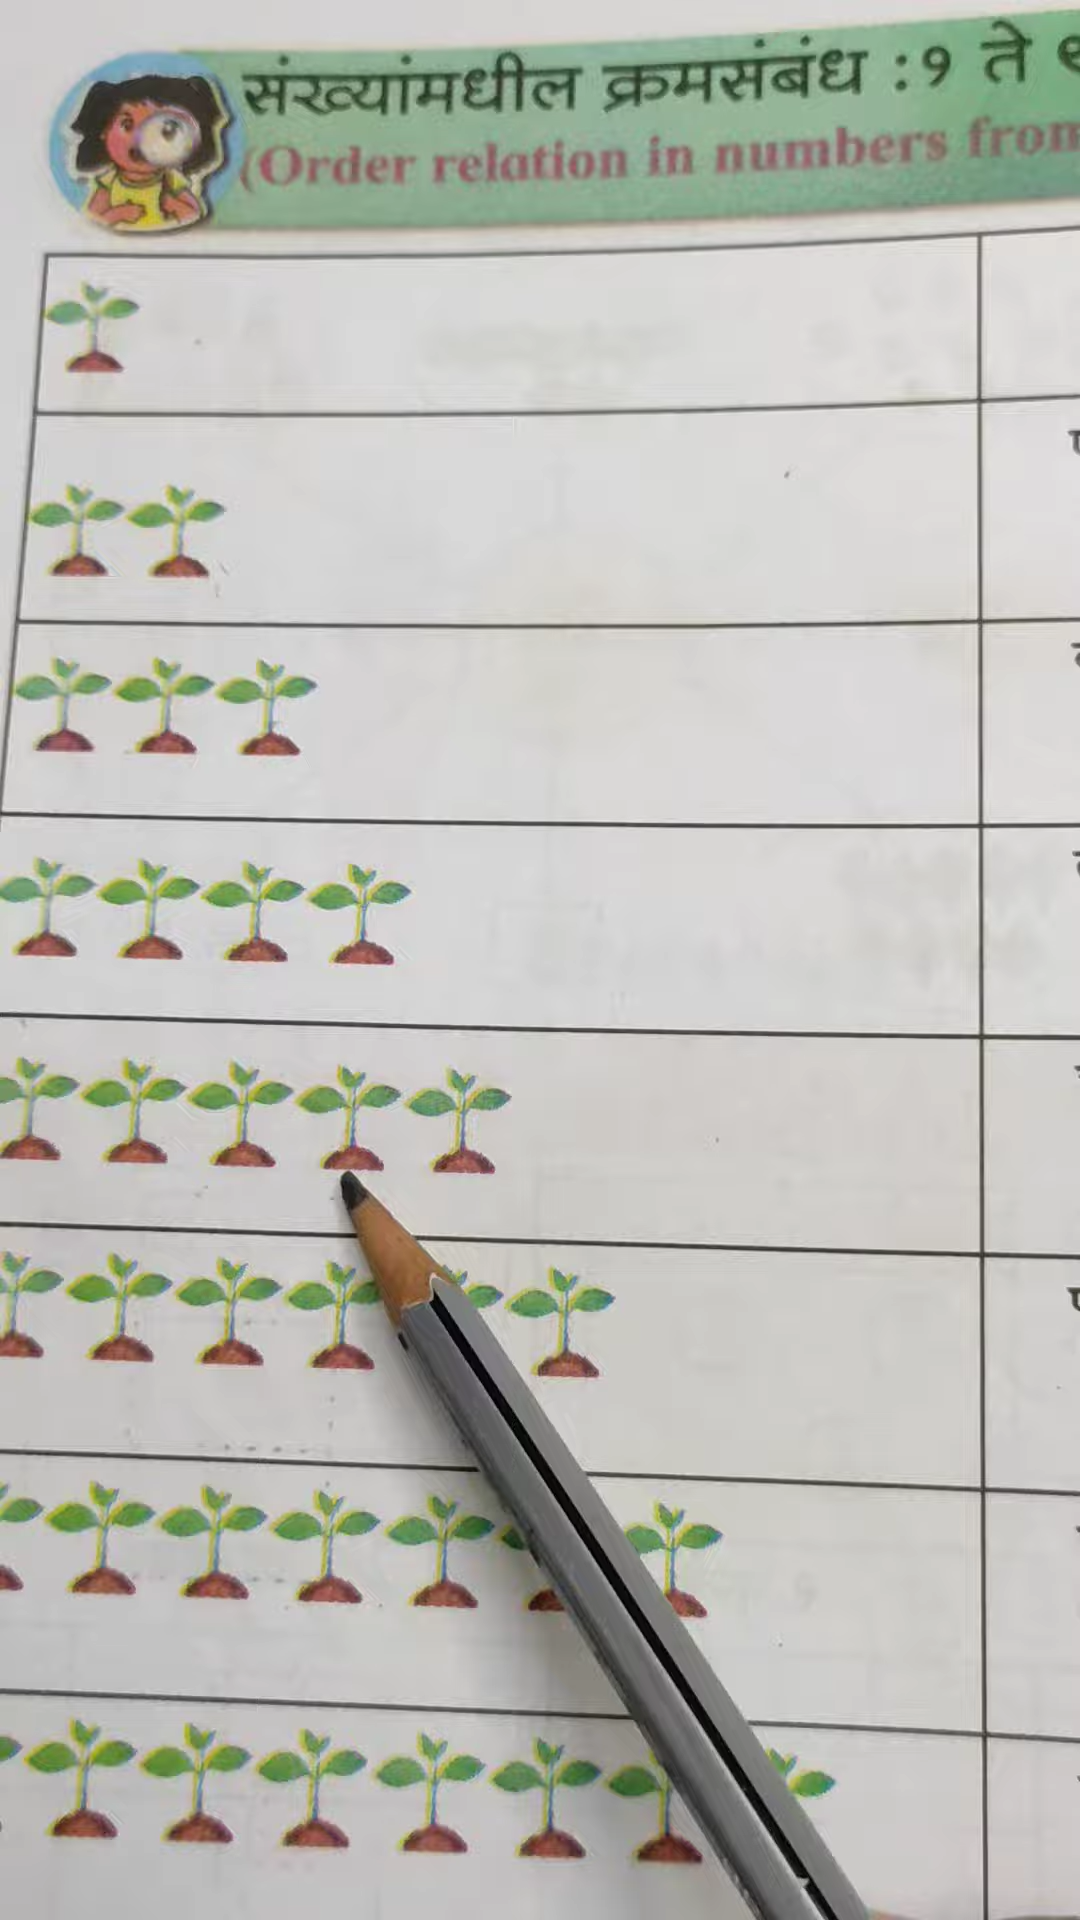 संख्यांमधील क्रमसंबंध :१ ते
(Order relation in numbers from